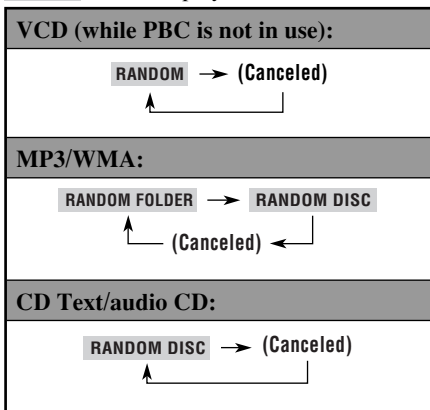 VCD (while PBC is not in use):
RANDOM → (Canceled)
MP3/WMA:
RANDOM FOLDER → RANDOM DISC
(Canceled)
CD Text/audio CD:
RANDOM DISC → (Canceled)